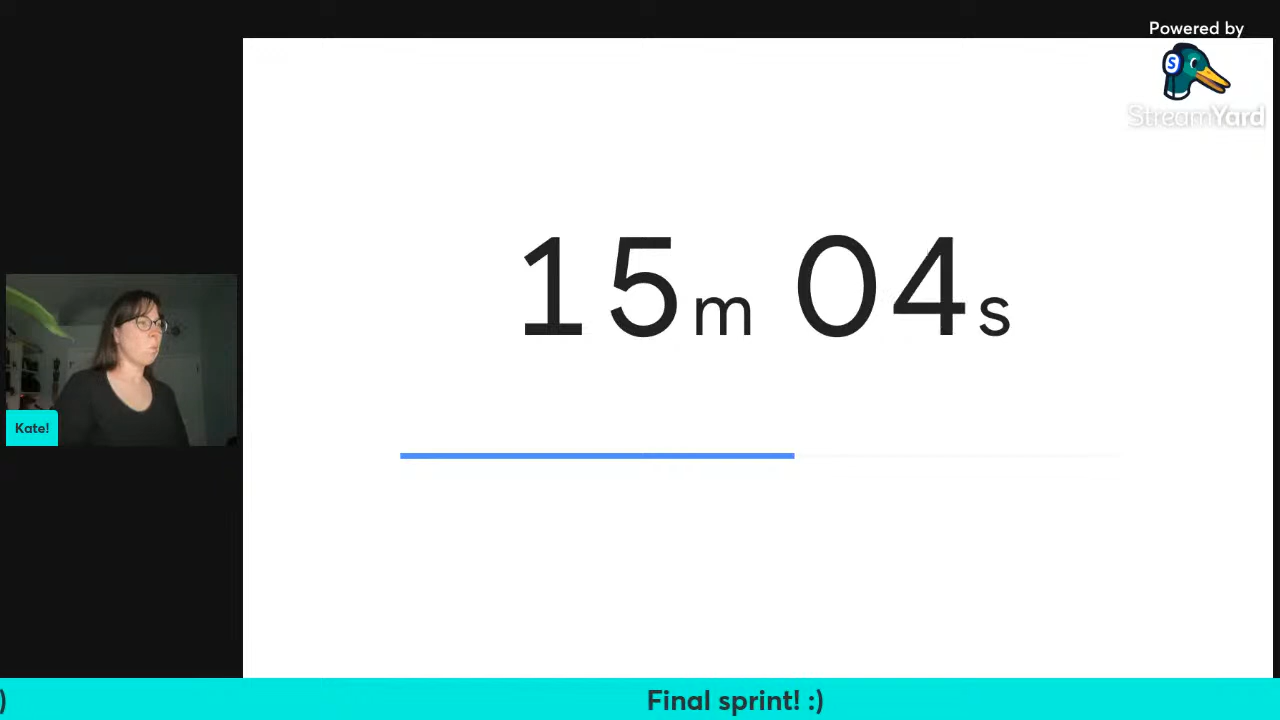 Powered by
S
StreamYard
15m 04s
Kate!
)
Final sprint! :)